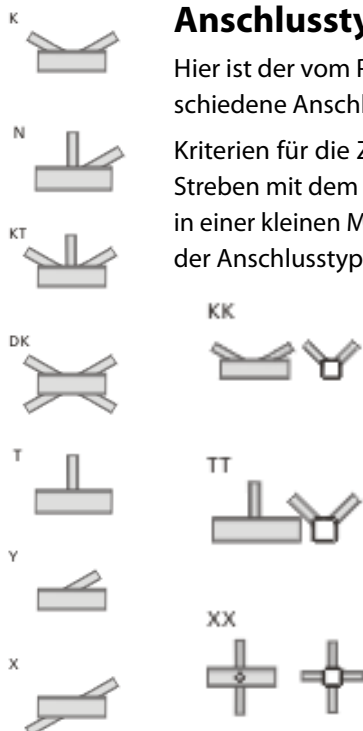 K
N
KT
DK
T
Y
X
Anschlussty
Hier ist der vom
schiedene Anschl
Kriterien für die Z
Streben mit dem
in einer kleinen M
der Anschlusstyp
KK
TT
XX